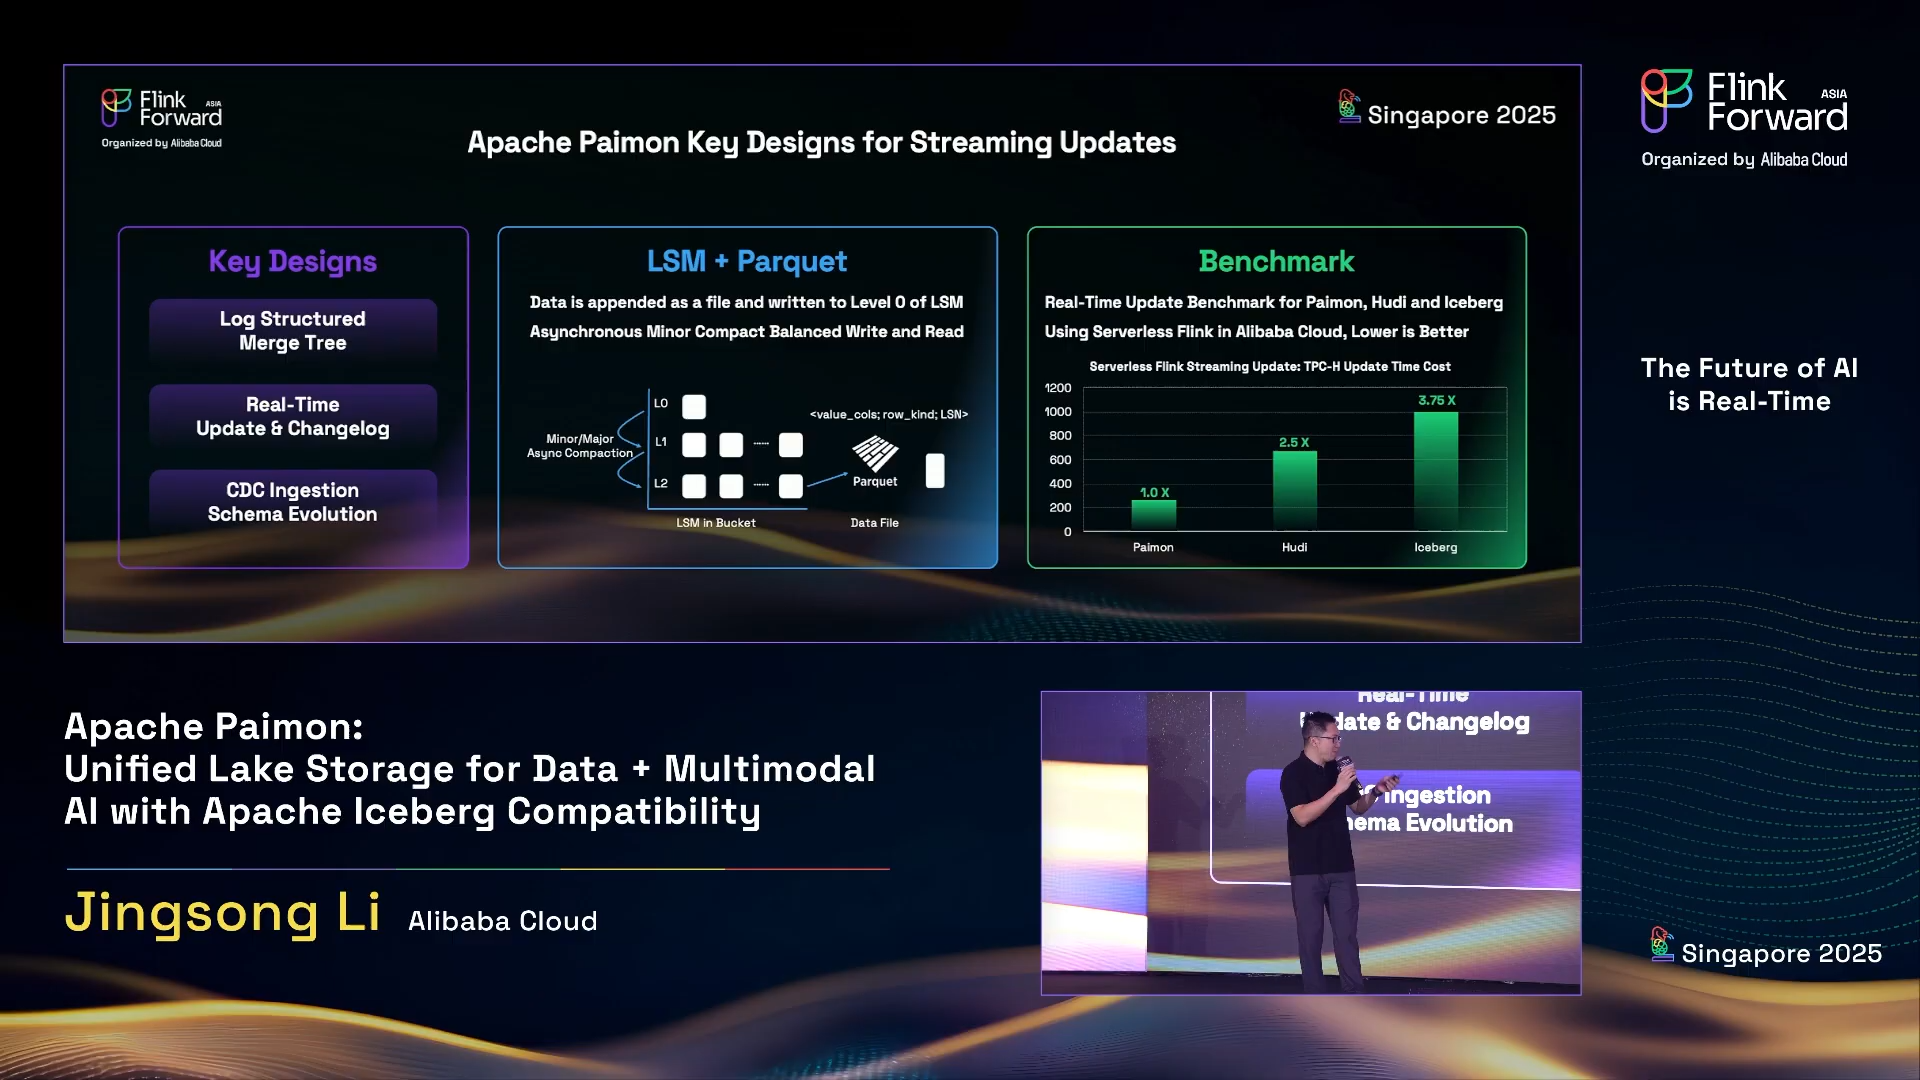 Flink
Forward
ASIA
Organized by Alibaba Cloud
Singapore 2025
Apache Paimon Key Designs for Streaming Updates
Key Designs
Log Structured
Merge Tree
Real-Time
Update & Changelog
CDC Ingestion
Schema Evolution
LSM + Parquet
Data is appended as a file and written to Level 0 of LSM
Asynchronous Minor Compact Balanced Write and Read
L0
L1
L2
Minor/Major
Async Compaction
......
......
LSM in Bucket
<value_cols; row_kind; LSN>
Parquet
Data File
Benchmark
Real-Time Update Benchmark for Paimon, Hudi and Iceberg
Using Serverless Flink in Alibaba Cloud, Lower is Better
Serverless Flink Streaming Update: TPC-H Update Time Cost
1200
1000
800
600
400
200
0
1.0 X
2.5 X
3.75 X
Paimon
Hudi
Iceberg
Flink
Forward
ASIA
Organized by Alibaba Cloud
The Future of AI
is Real-Time
Apache Paimon:
Unified Lake Storage for Data + Multimodal
AI with Apache Iceberg Compatibility
Jingsong Li Alibaba Cloud
Real-Time
Update & Changelog
Ingestion
Evolution
Singapore 2025